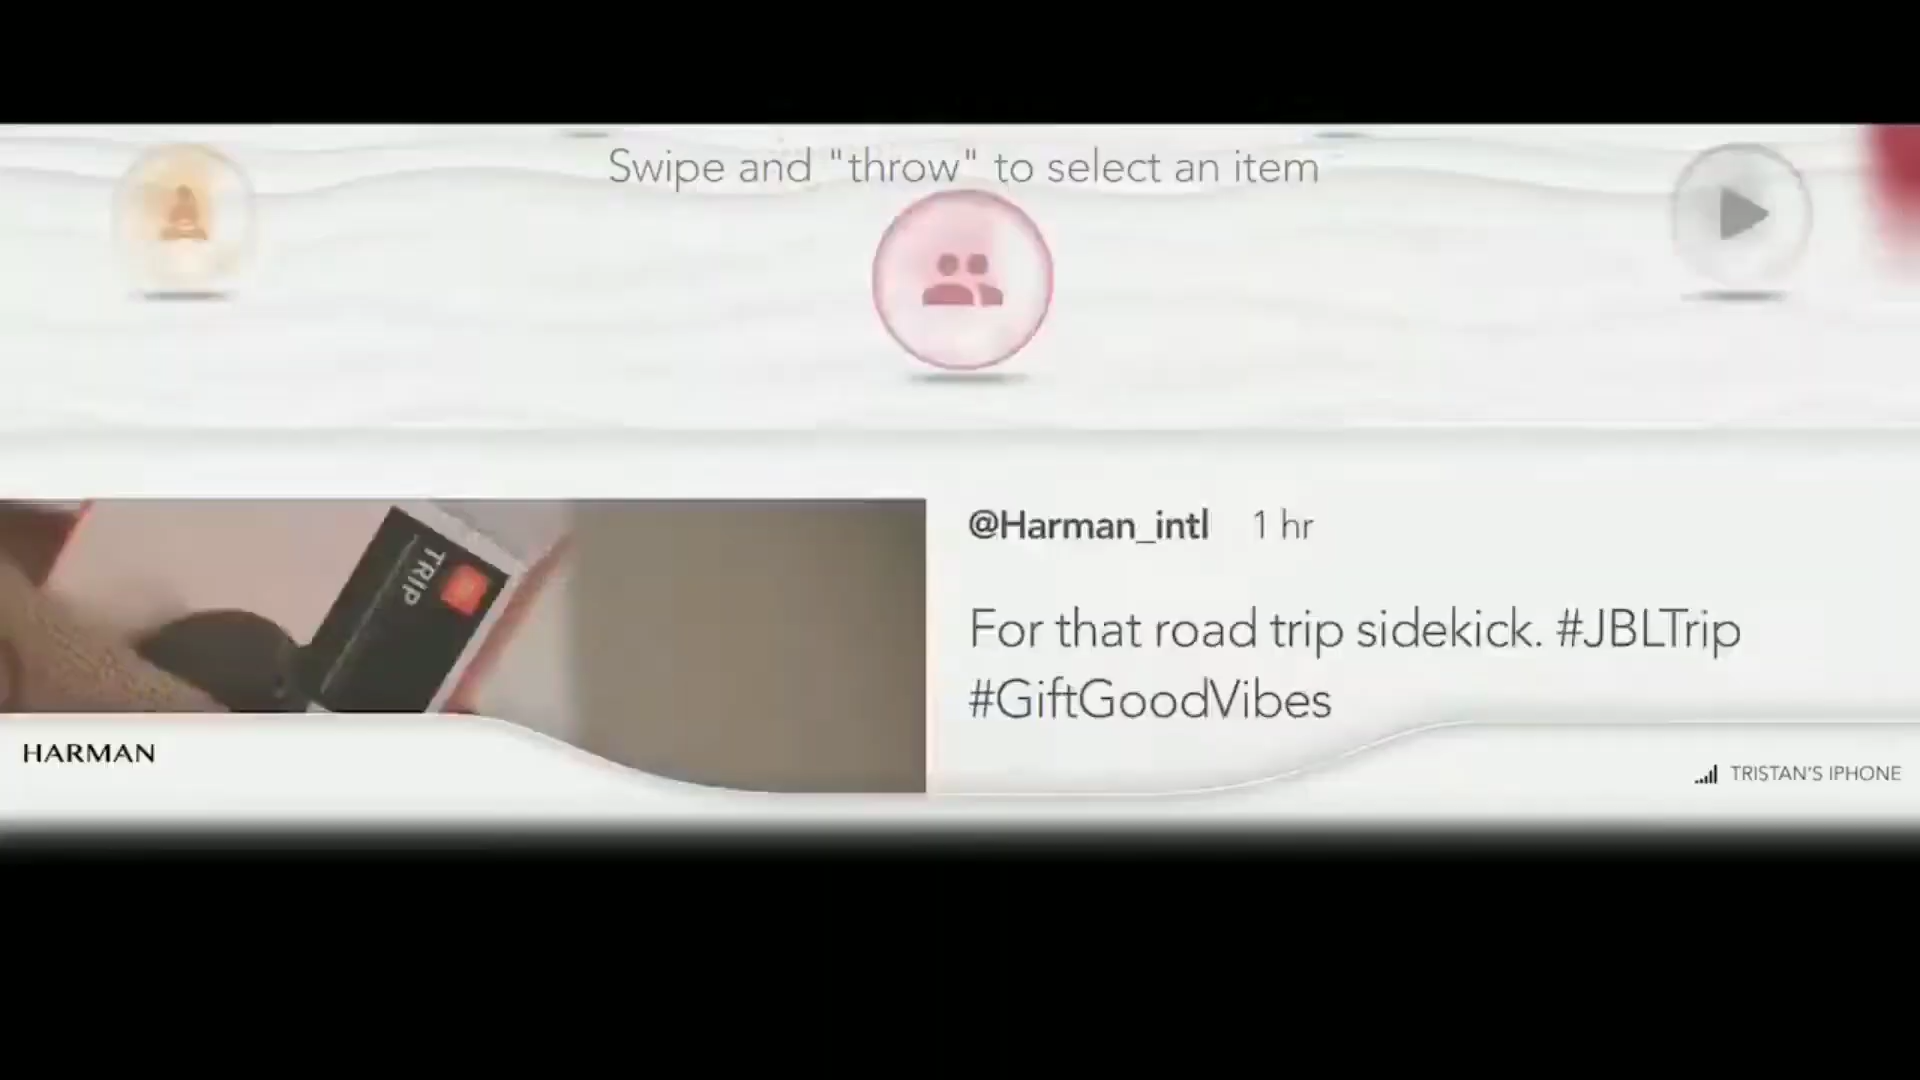 Swipe and "throw" to select an item
@Harman_intl 1 hr
For that road trip sidekick. #JBLTrip
#GiftGoodVibes
TRIP
HARMAN
TRISTAN'S IPHONE